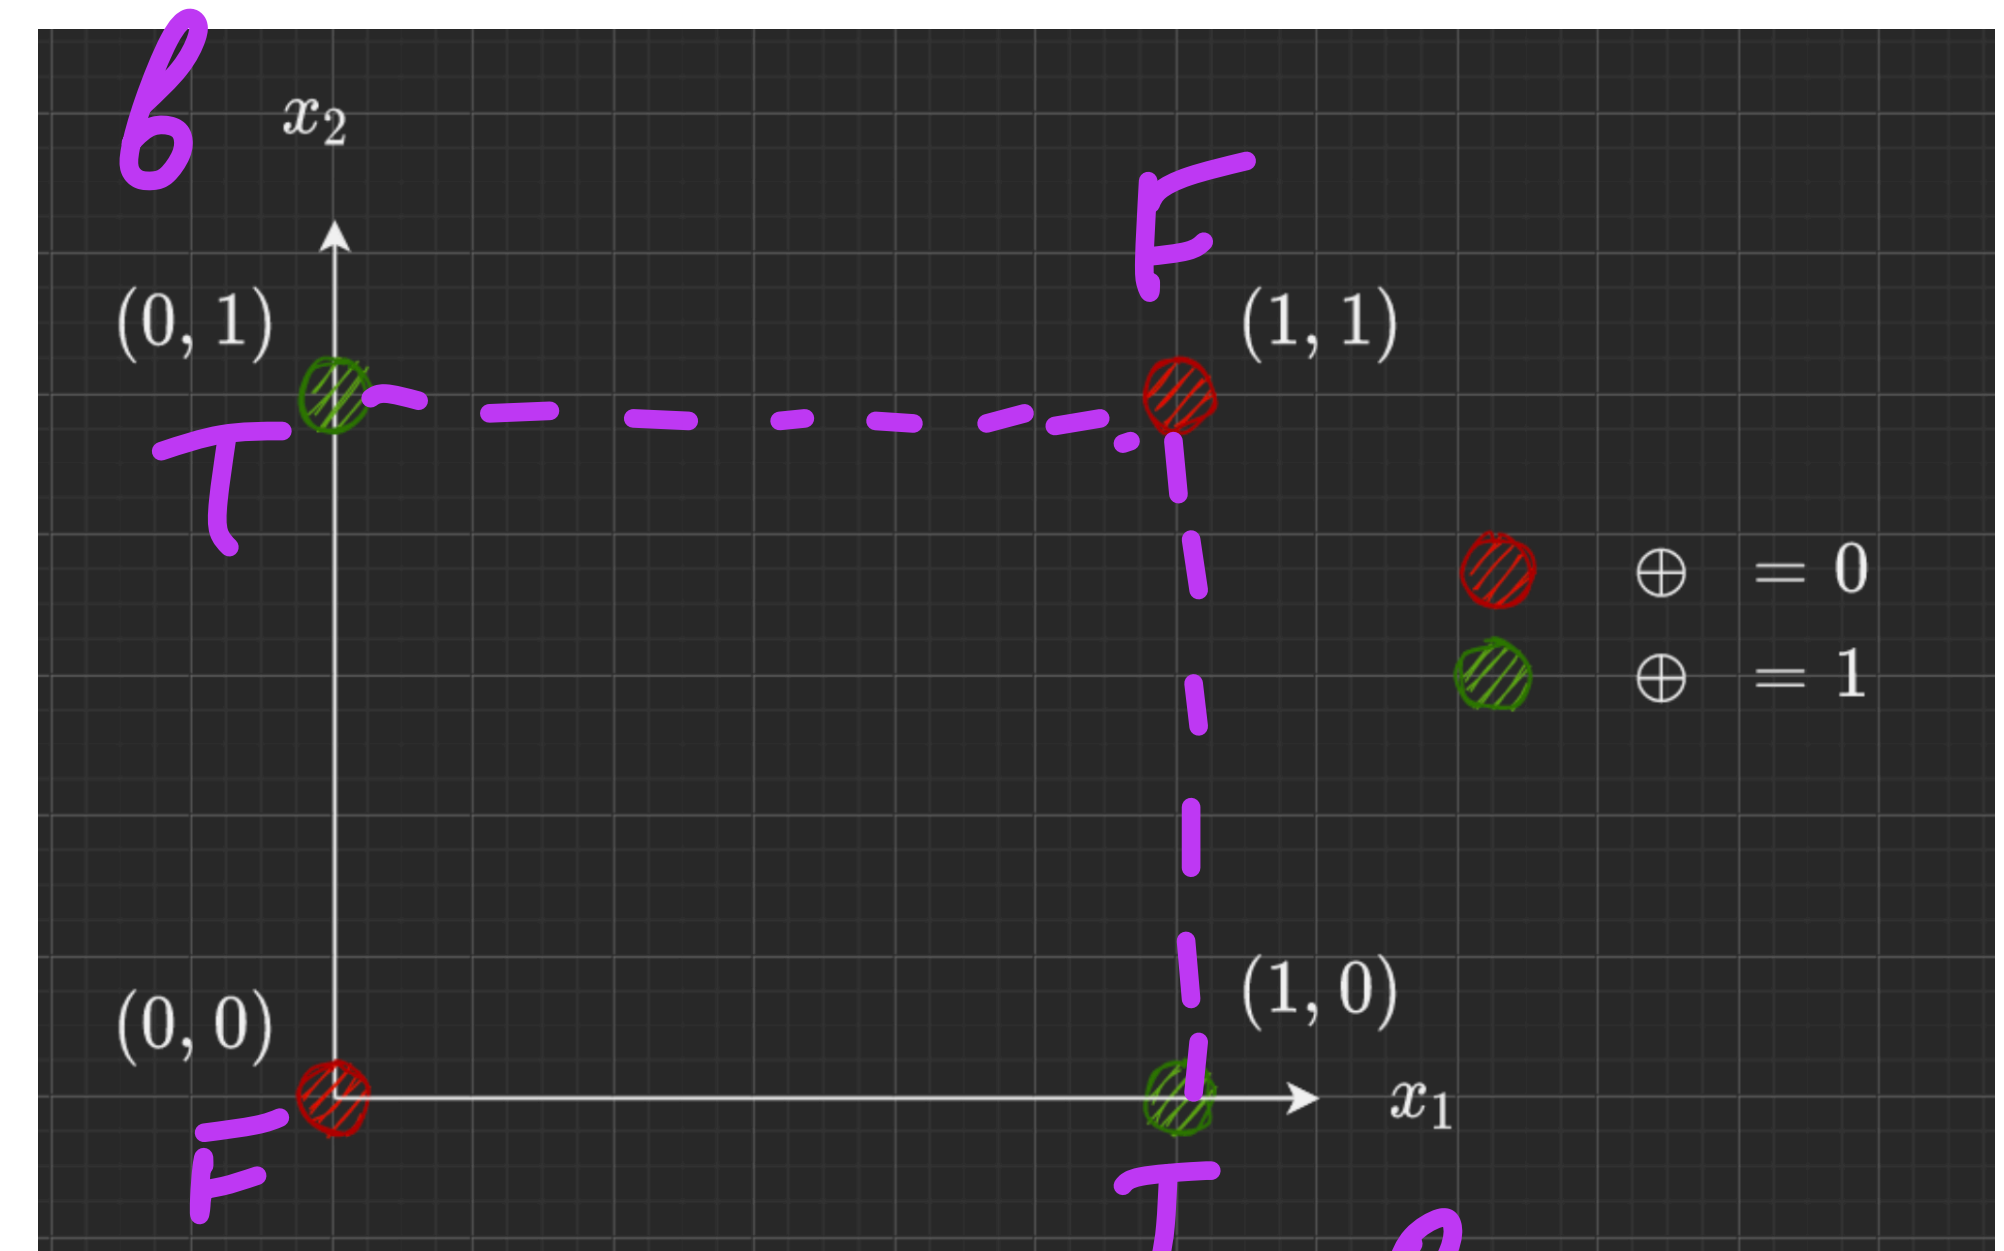 b
x₂
F
(0, 1)
(1, 1)
T
⊕ = 0
⊕ = 1
(0, 0)
(1, 0)
x₁
F
T